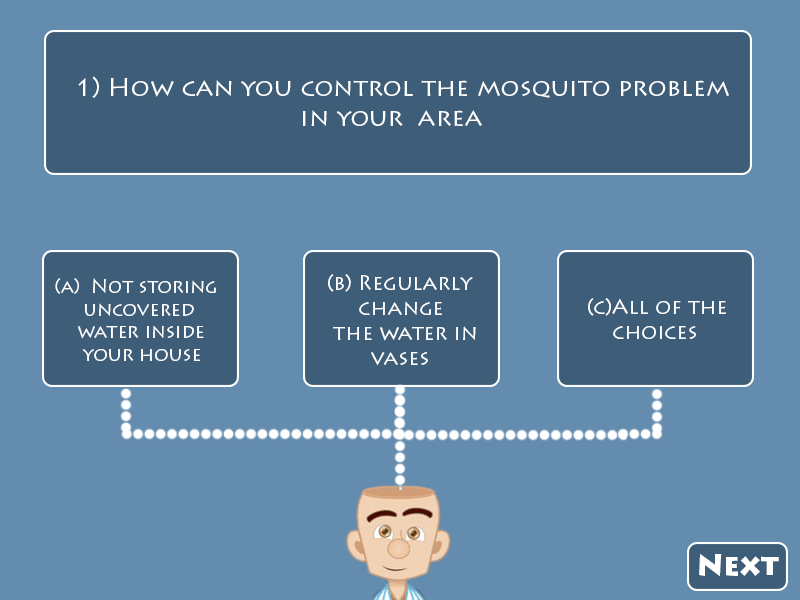 1) How can you control the mosquito problem
in your area
(a) Not storing
uncovered
water inside
your house
(b) Regularly
change
the water in
vases
(c)All of the
choices
Next